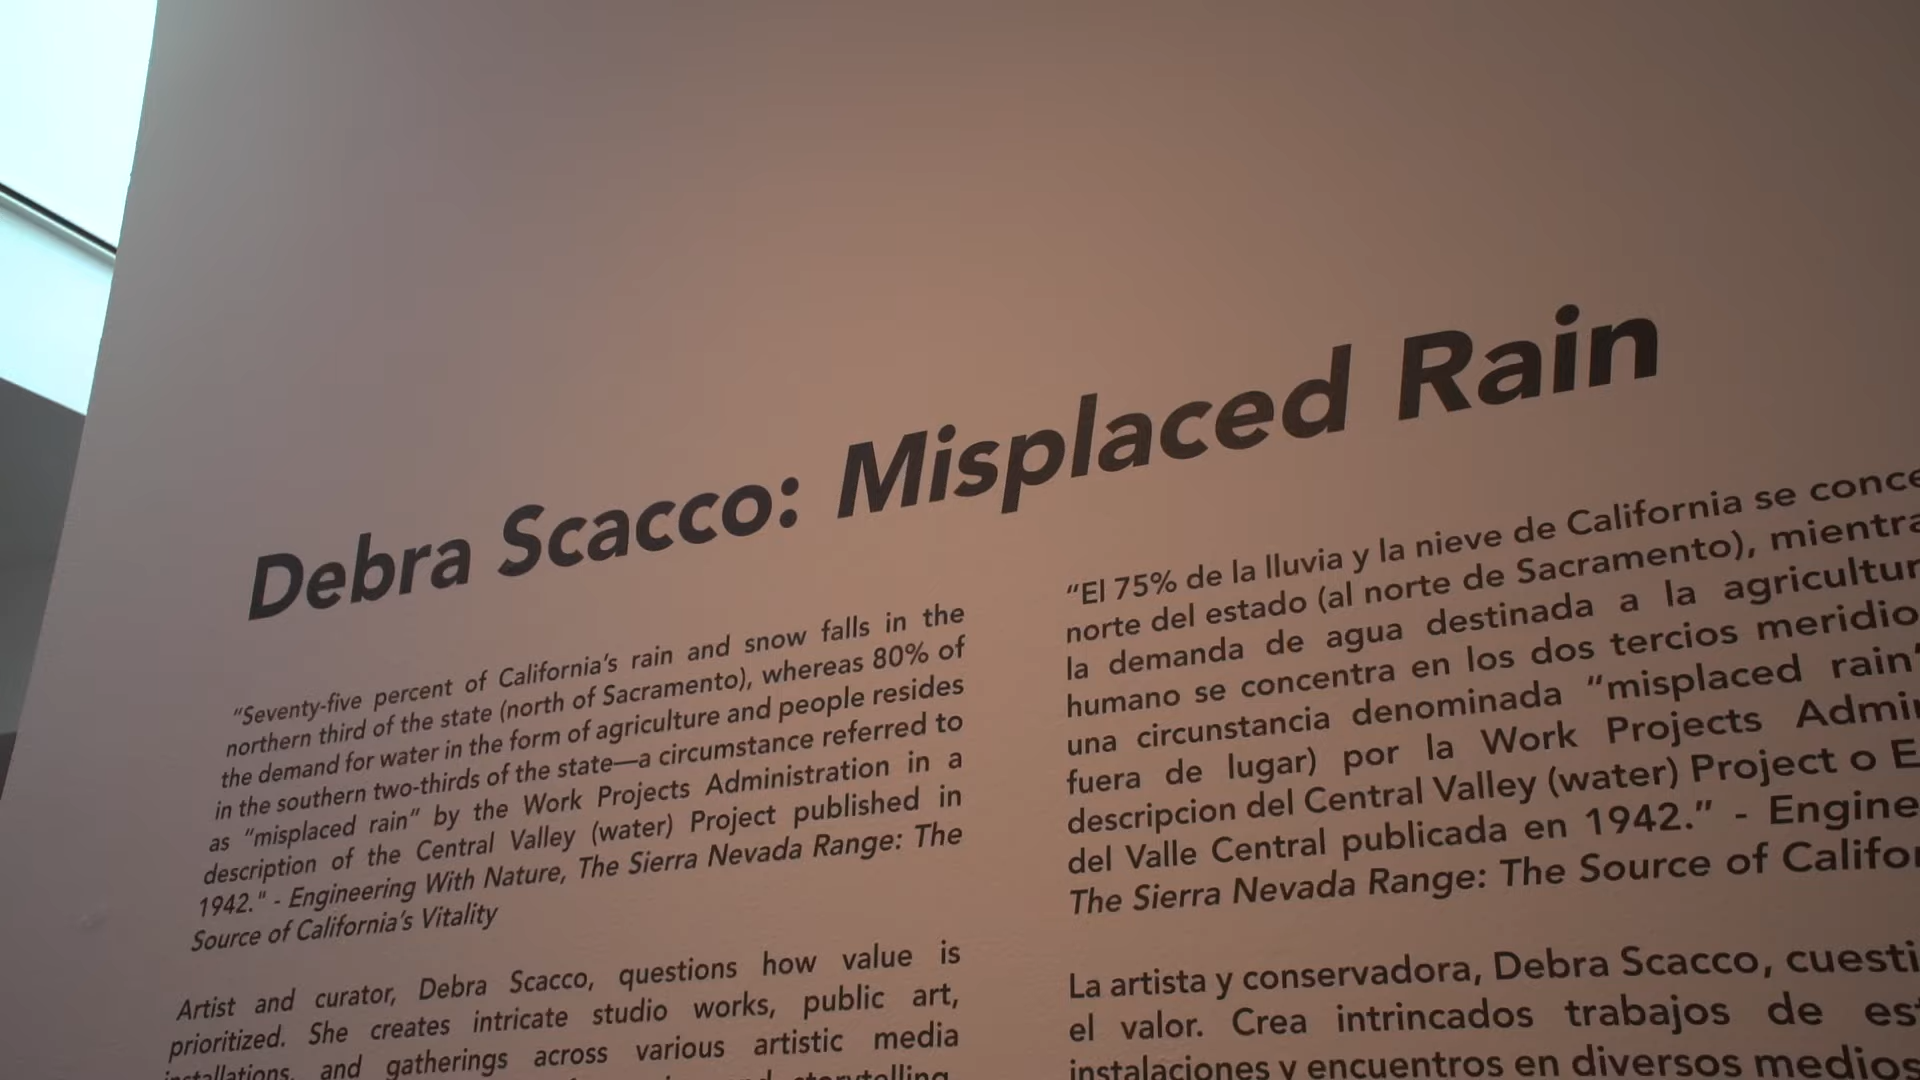 Debra Scacco: Misplaced Rain
"Seventy-five percent of California's rain and snow falls in the
northern third of the state (north of Sacramento), whereas 80% of
the demand for water in the form of agriculture and people resides
in the southern two-thirds of the state—a circumstance referred to
as "misplaced rain" by the Work Projects Administration in a
description of the Central Valley (water) Project published in
1942." - Engineering With Nature, The Sierra Nevada Range: The
Source of California's Vitality
Artist and curator, Debra Scacco, questions how value is
prioritized. She creates intricate studio works, public art,
and gatherings across various artistic media
storytelling
"El 75% de la lluvia y la nieve de California se
norte del estado (al norte de Sacramento),
la demanda de agua destinada a la
humano se concentra en los dos tercios
una circunstancia denominada "misplaced rain"
fuera de lugar) por la Work Projects
descripcion del Central Valley (water) Project o
del Valle Central publicada en 1942." -
The Sierra Nevada Range: The Source of
La artista y conservadora, Debra Scacco,
el valor. Crea intrincados trabajos de
instalaciones y encuentros en diversos medios